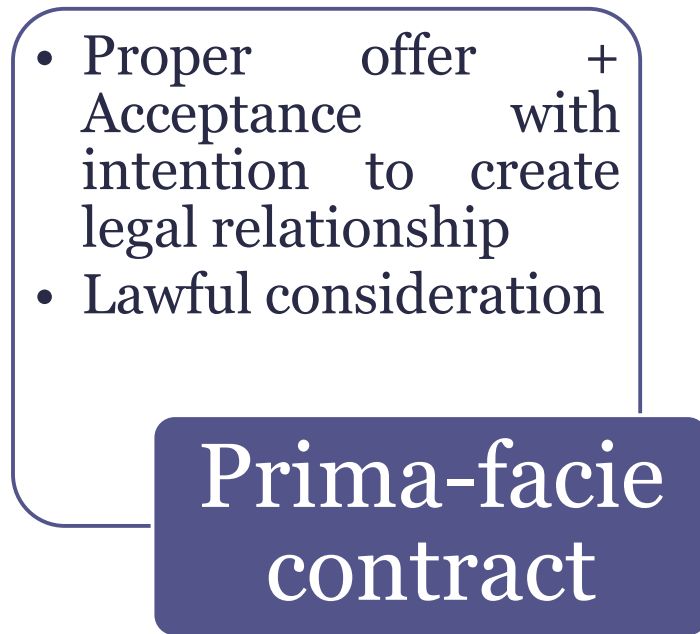 • Proper offer +
Acceptance with
intention to create
legal relationship
• Lawful consideration
Prima-facie
contract